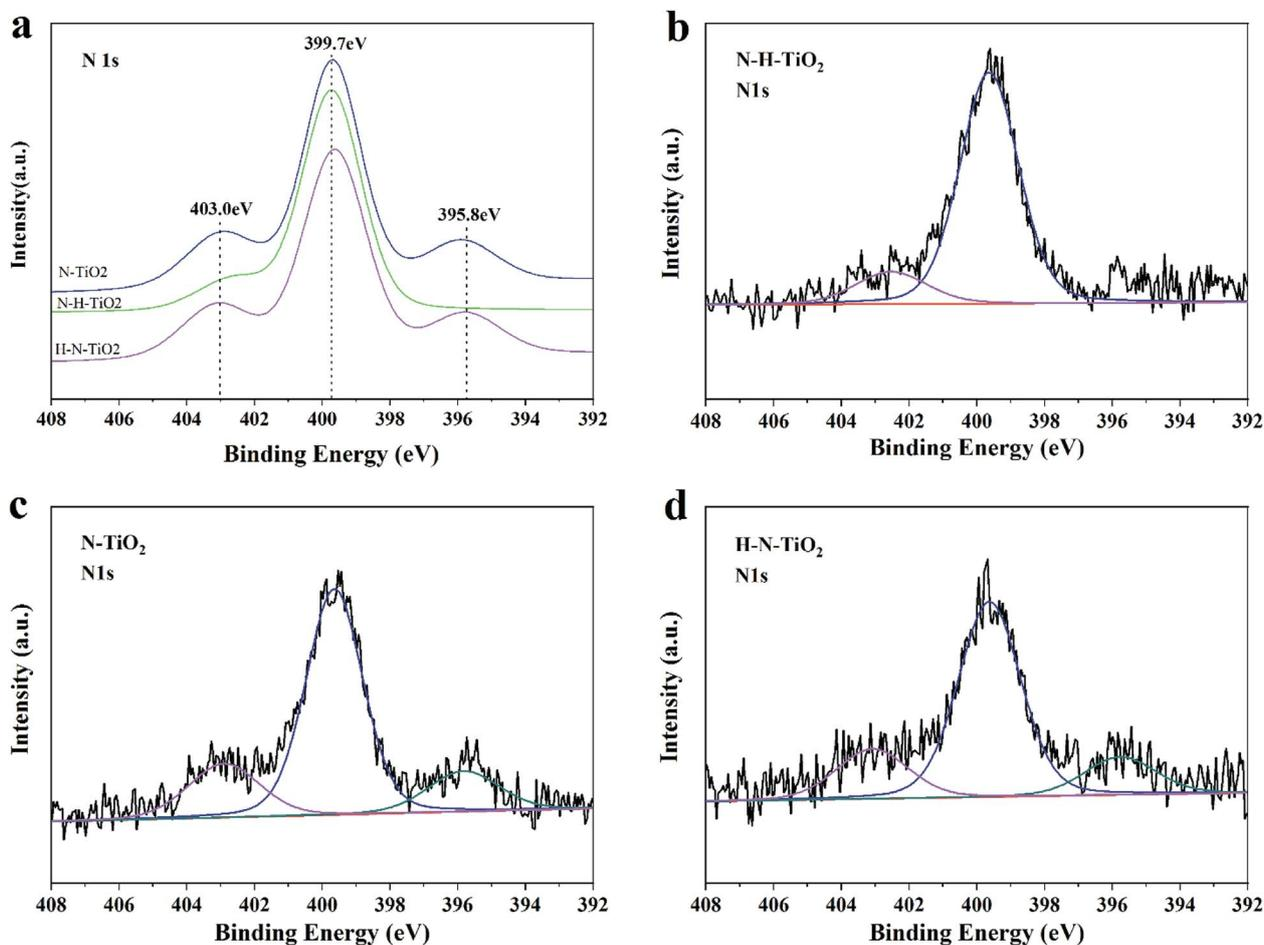 a
N 1s
399.7eV
403.0eV
395.8eV
N-TiO2
N-H-TiO2
H-N-TiO2
Intensity(a.u.)
408 406 404 402 400 398 396 394 392
Binding Energy (eV)
b
N-H-TiO₂
N1s
Intensity (a.u.)
408 406 404 402 400 398 396 394 392
Binding Energy (eV)
c
N-TiO₂
N1s
Intensity (a.u.)
408 406 404 402 400 398 396 394 392
Binding Energy (eV)
d
H-N-TiO₂
N1s
Intensity (a.u.)
408 406 404 402 400 398 396 394 392
Binding Energy (eV)